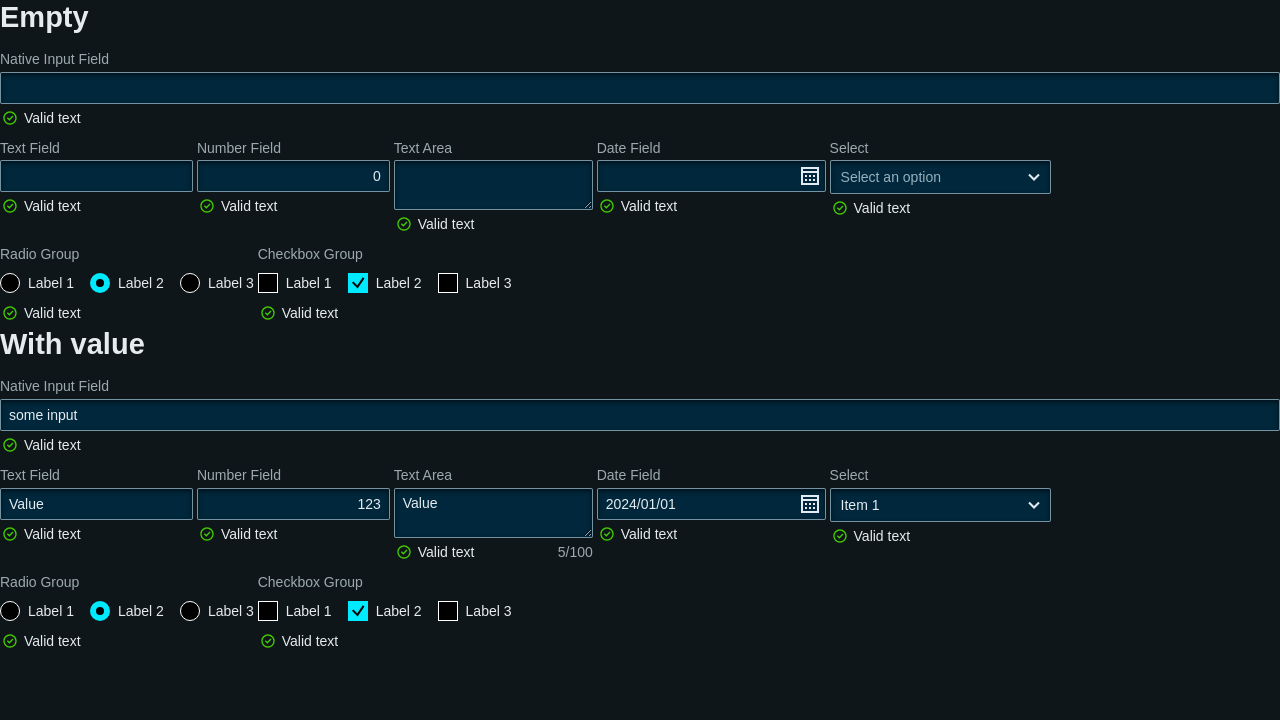 Empty
Native Input Field
Valid text
Text Field Number Field Text Area Date Field Select
0 Select an option
Valid text Valid text Valid text Valid text Valid text
Radio Group Checkbox Group
Label 1 Label 2 Label 3 Label 1 Label 2 Label 3
Valid text Valid text
With value
Native Input Field
some input
Valid text
Text Field Number Field Text Area Date Field Select
Value 123 Value 2024/01/01 Item 1
Valid text Valid text Valid text 5/100 Valid text Valid text
Radio Group Checkbox Group
Label 1 Label 2 Label 3 Label 1 Label 2 Label 3
Valid text Valid text